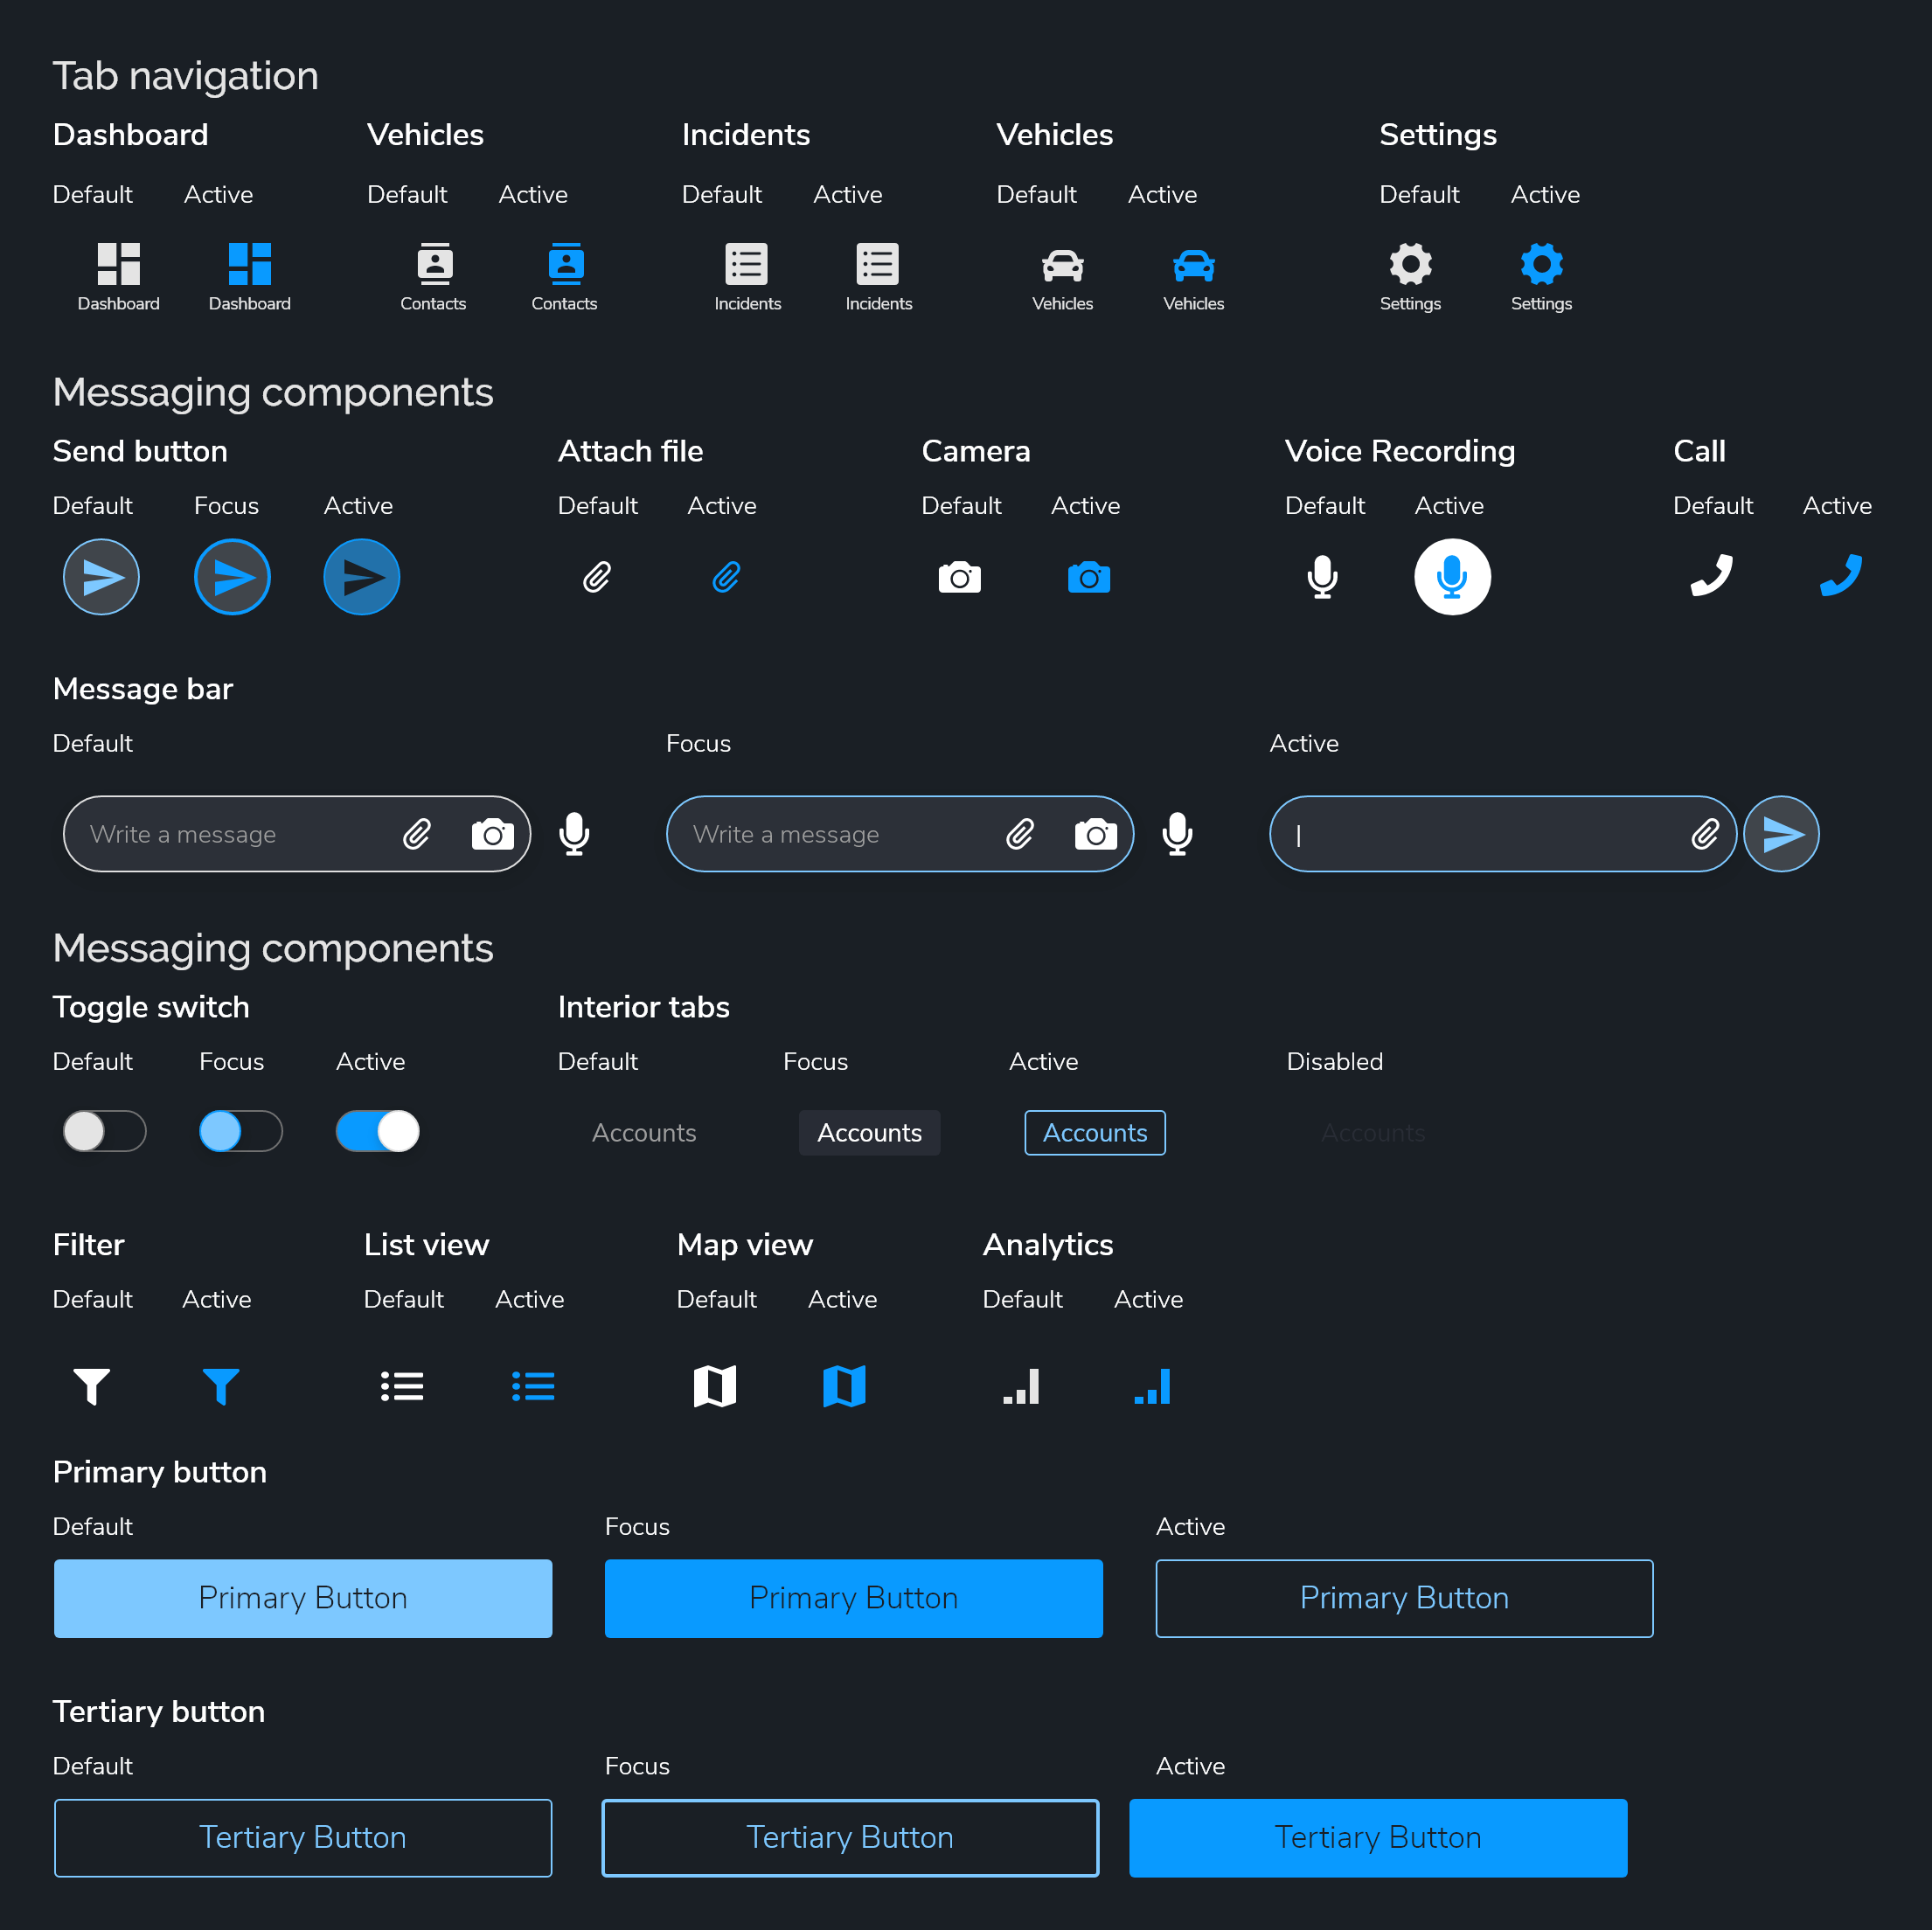 Tab navigation
Dashboard Vehicles Incidents Vehicles Settings
Default Active Default Active Default Active Default Active Default Active
Dashboard Dashboard Contacts Contacts Incidents Incidents Vehicles Vehicles Settings Settings
Messaging components
Send button Attach file Camera Voice Recording Call
Default Focus Active Default Active Default Active Default Active Default Active
Message bar
Default Focus Active
Write a message Write a message
Messaging components
Toggle switch Interior tabs
Default Focus Active Default Focus Active Disabled
Accounts Accounts Accounts Accounts
Filter List view Map view Analytics
Default Active Default Active Default Active Default Active
Primary button
Default Focus Active
Primary Button Primary Button Primary Button
Tertiary button
Default Focus Active
Tertiary Button Tertiary Button Tertiary Button